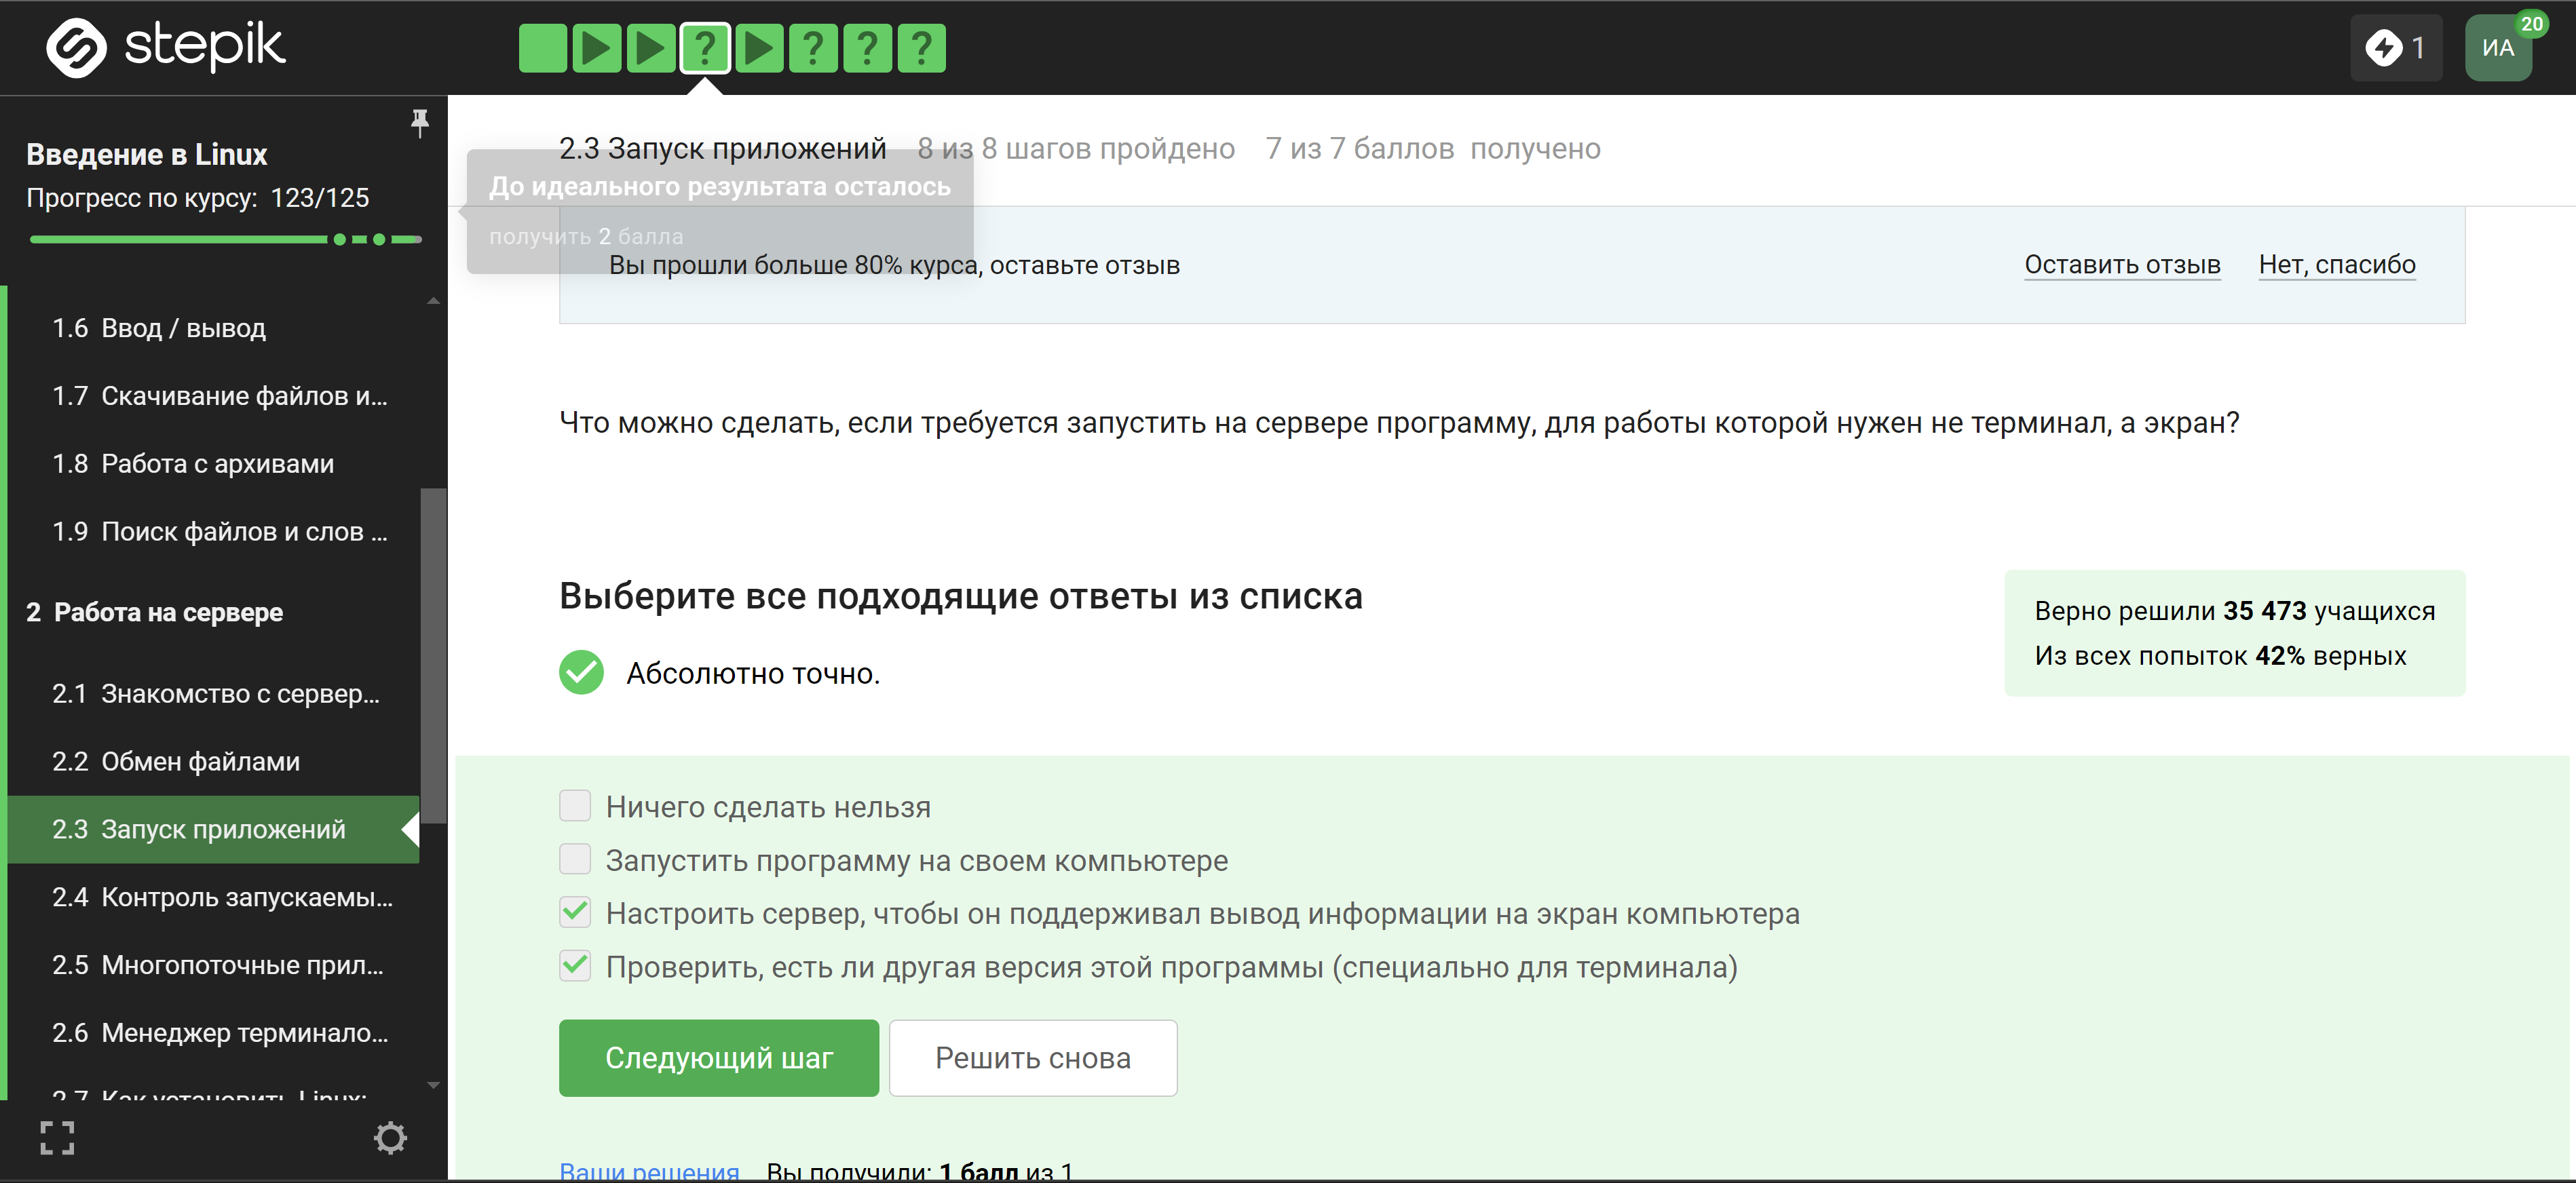 stepik
?
?
?
?
1
ИА
20
Введение в Linux
Прогресс по курсу: 123/125
1.6 Ввод / вывод
1.7 Скачивание файлов и...
1.8 Работа с архивами
1.9 Поиск файлов и слов ...
2 Работа на сервере
2.1 Знакомство с сервер...
2.2 Обмен файлами
2.3 Запуск приложений
2.4 Контроль запускаемы...
2.5 Многопоточные прил...
2.6 Менеджер терминало...
2.7 Как установить Linux:
2.3 Запуск приложений 8 из 8 шагов пройдено 7 из 7 баллов получено
До идеального результата осталось
получить 2 балла
Вы прошли больше 80% курса, оставьте отзыв
Оставить отзыв Нет, спасибо
Что можно сделать, если требуется запустить на сервере программу, для работы которой нужен не терминал, а экран?
Выберите все подходящие ответы из списка
Абсолютно точно.
Верно решили 35 473 учащихся
Из всех попыток 42% верных
Ничего сделать нельзя
Запустить программу на своем компьютере
Настроить сервер, чтобы он поддерживал вывод информации на экран компьютера
Проверить, есть ли другая версия этой программы (специально для терминала)
Следующий шаг
Решить снова
Ваши решения Вы получили: 1 балл из 1